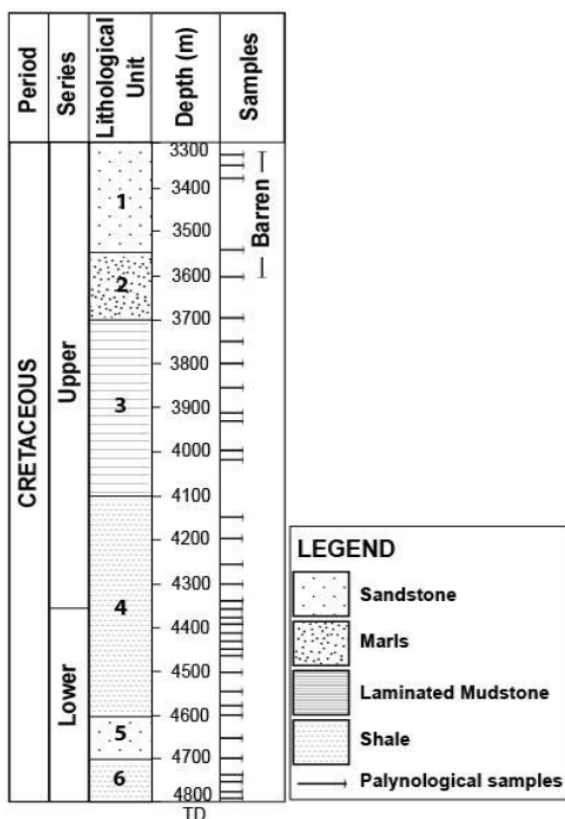 Period
Series
Lithological
Unit
Depth (m)
Samples
CRETACEOUS
Upper
Lower
1
2
3
4
5
6
3300
3400
3500
3600
3700
3800
3900
4000
4100
4200
4300
4400
4500
4600
4700
4800
TD
Barren
LEGEND
Sandstone
Marls
Laminated Mudstone
Shale
Palynological samples